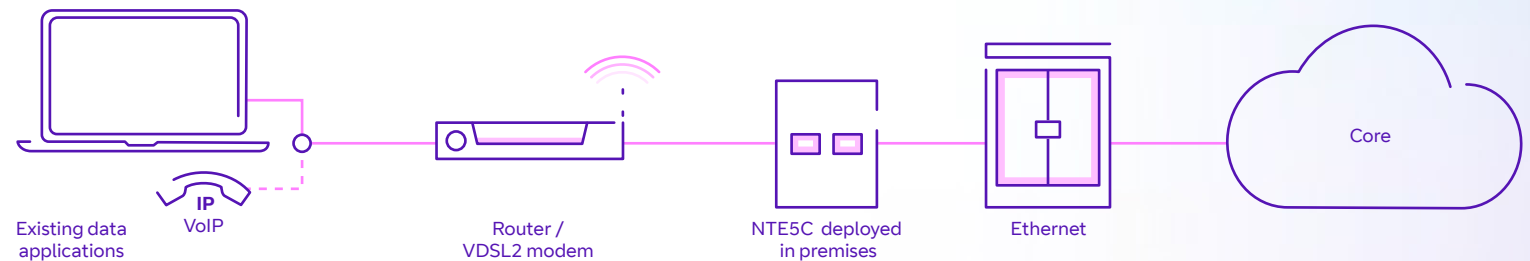 Core
IP
VoIP
Existing data
applications
Router /
VDSL2 modem
NTE5C deployed
in premises
Ethernet